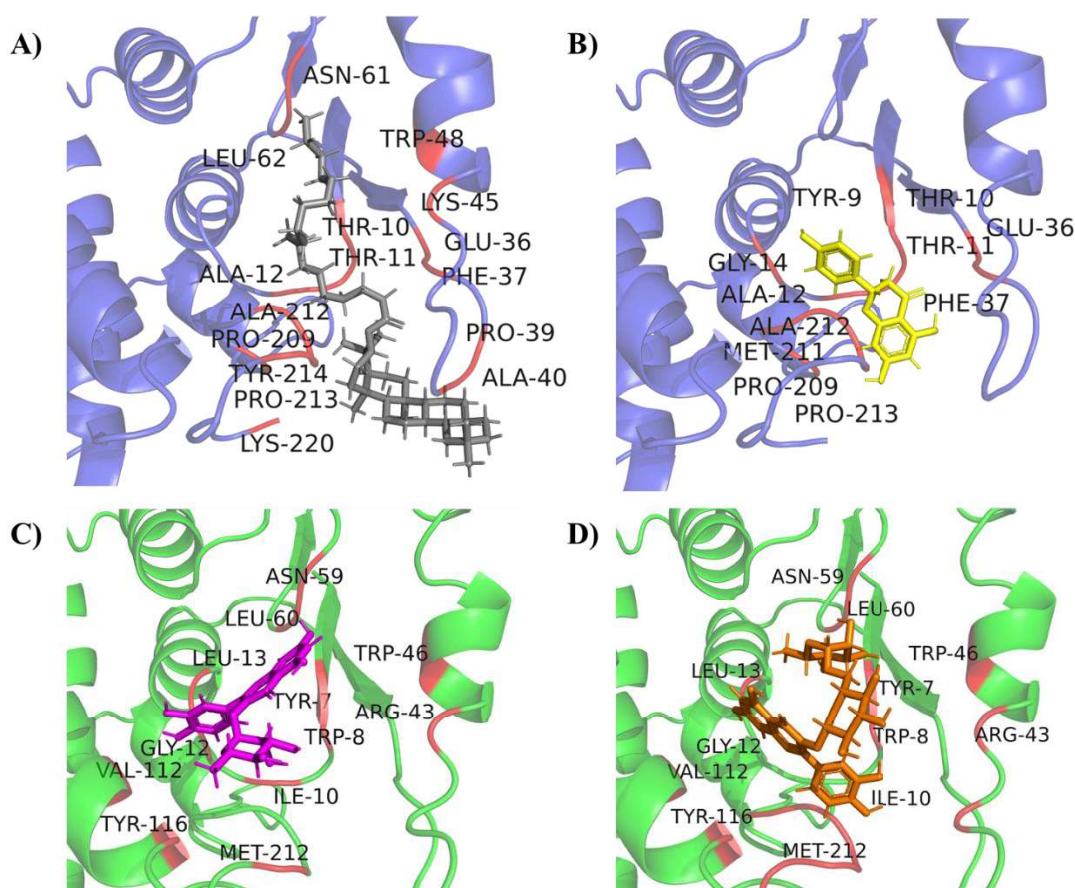 A)
ASN-61
TRP-48
LEU-62
LYS-45
THR-10
GLU-36
THR-11
ALA-12
PHE-37
ALA-212
PRO-209
PRO-39
TYR-214
ALA-40
PRO-213
LYS-220
B)
TYR-9
THR-10
GLU-36
THR-11
GLY-14
ALA-12
PHE-37
ALA-212
MET-211
PRO-209
PRO-213
C)
ASN-59
LEU-60
LEU-13
TRP-46
TYR-7
ARG-43
TRP-8
GLY-12
VAL-112
ILE-10
TYR-116
MET-212
D)
ASN-59
LEU-60
TRP-46
LEU-13
TYR-7
TRP-8
ARG-43
GLY-12
VAL-112
ILE-10
TYR-116
MET-212